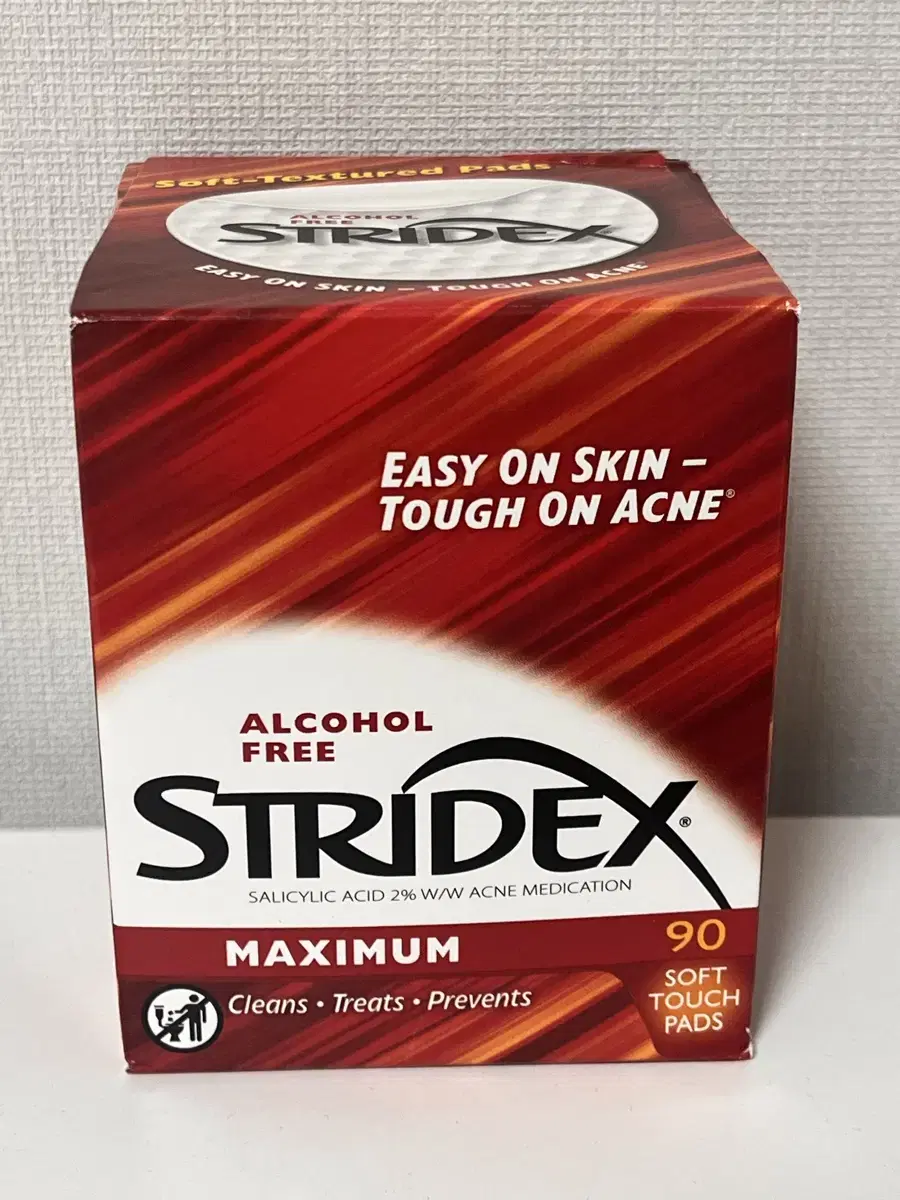 Soft-Textured Pads
ALCOHOL
FREE
STRIDEX
EASY ON SKIN – TOUGH ON ACNE
EASY ON SKIN –
TOUGH ON ACNE®
ALCOHOL
FREE
STRIDEX®
SALICYLIC ACID 2% W/W ACNE MEDICATION
MAXIMUM
90
SOFT
TOUCH
PADS
Cleans • Treats • Prevents